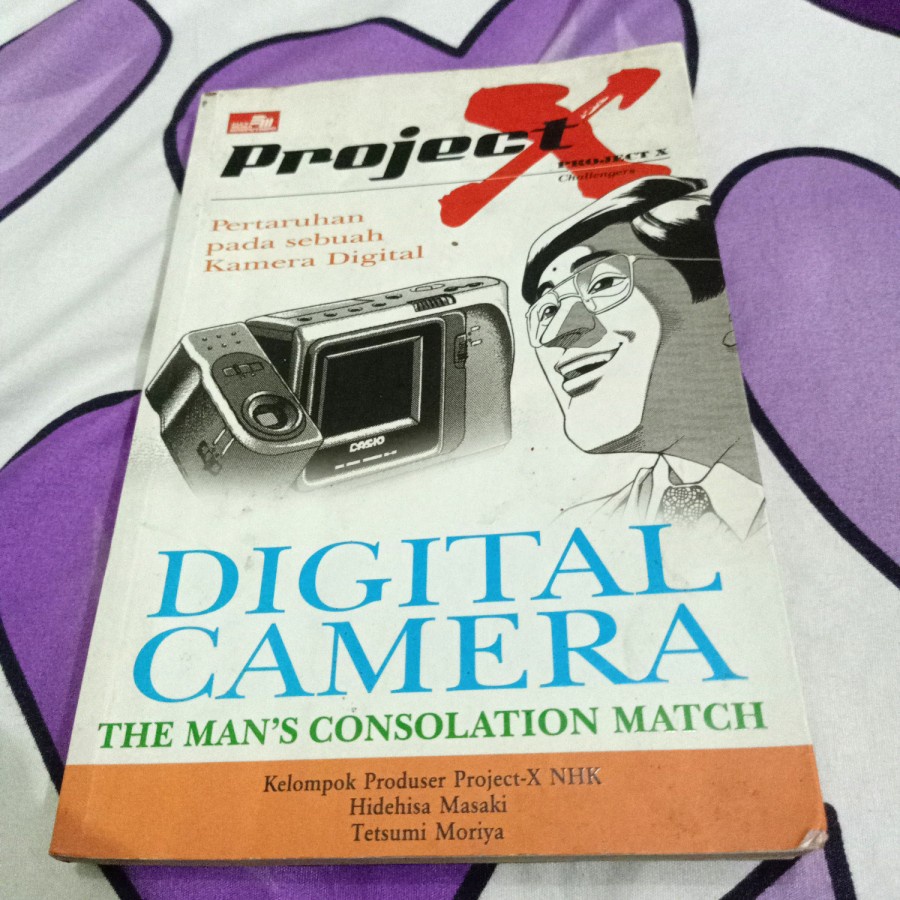 Project X
PROJECT X
Challengers
Pertaruhan
pada sebuah
Kamera Digital
CASIO
DIGITAL
CAMERA
THE MAN'S CONSOLATION MATCH
Kelompok Produser Project-X NHK
Hidehisa Masaki
Tetsumi Moriya